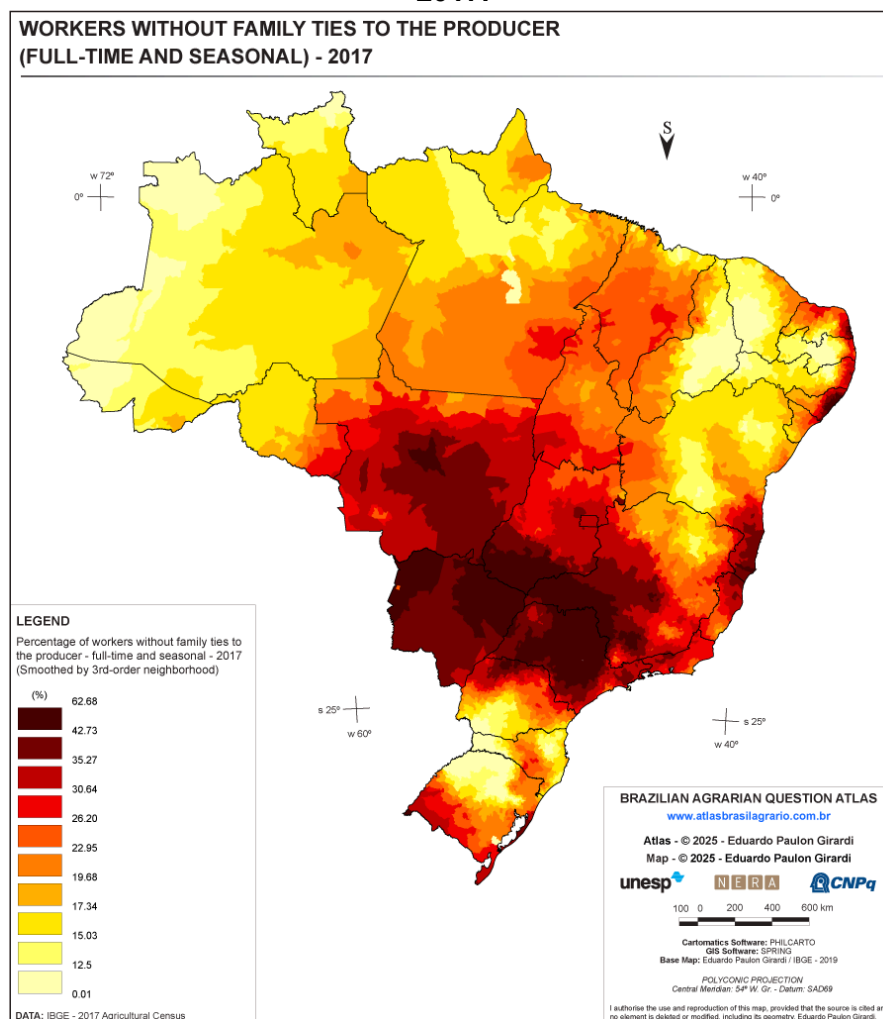 WORKERS WITHOUT FAMILY TIES TO THE PRODUCER
(FULL-TIME AND SEASONAL) - 2017
S
w 72º
0º
w 40º
0º
s 25º
w 60º
s 25º
w 40º
LEGEND
Percentage of workers without family ties to
the producer - full-time and seasonal - 2017
(Smoothed by 3rd-order neighborhood)
(%)
62.68
42.73
35.27
30.64
26.20
22.95
19.68
17.34
15.03
12.5
0.01
DATA: IBGE - 2017 Agricultural Census
BRAZILIAN AGRARIAN QUESTION ATLAS
www.atlasbrasilagrario.com.br
Atlas - © 2025 - Eduardo Paulon Girardi
Map - © 2025 - Eduardo Paulon Girardi
unesp NERA CNPq
100 0 200 400 600 km
Cartomatics Software: PHILCARTO
GIS Software: SPRING
Base Map: Eduardo Paulon Girardi / IBGE - 2019
POLYCONIC PROJECTION
Central Meridian: 54º W. Gr. - Datum: SAD69
I authorise the use and reproduction of this map, provided that the source is cited
no element is deleted or modified, including its geometry. Eduardo Paulon Girardi.